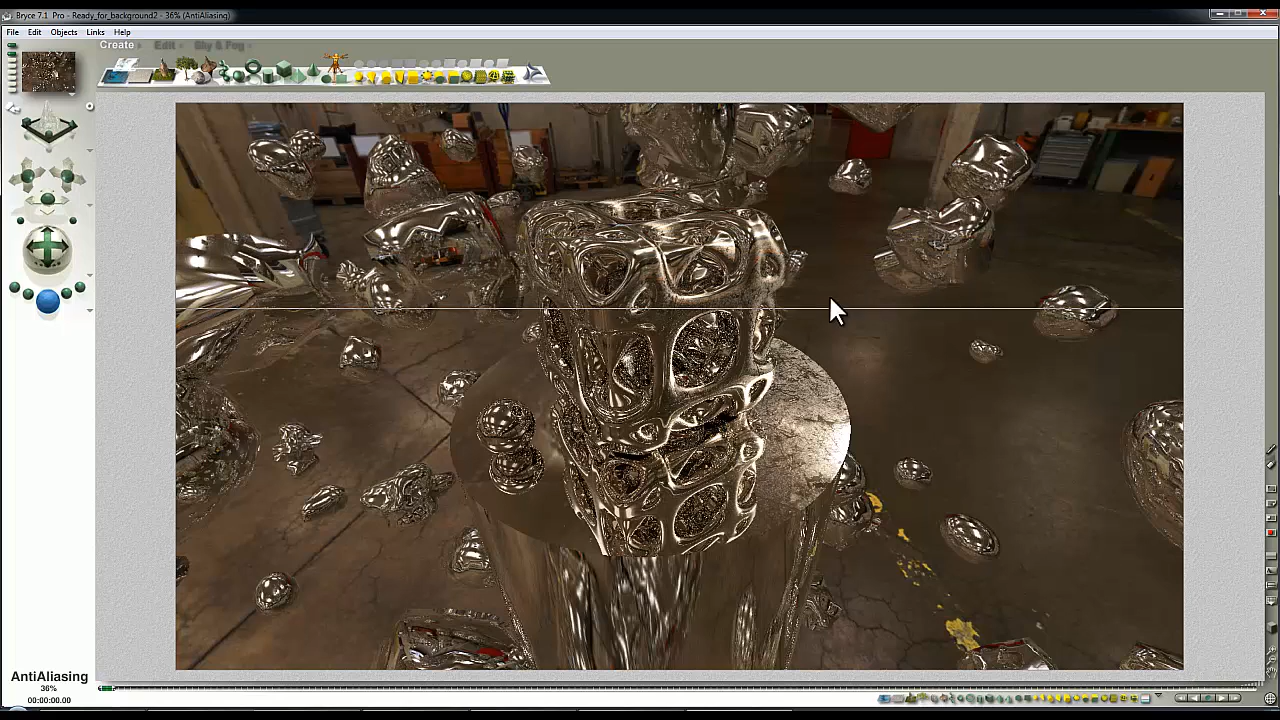 Bryce 7.1 Pro - Ready_for_background2 - 36% (AntiAliasing)
File Edit Objects Links Help
Create Edit Sky & Fog
AntiAliasing
36%
00:00:00.00